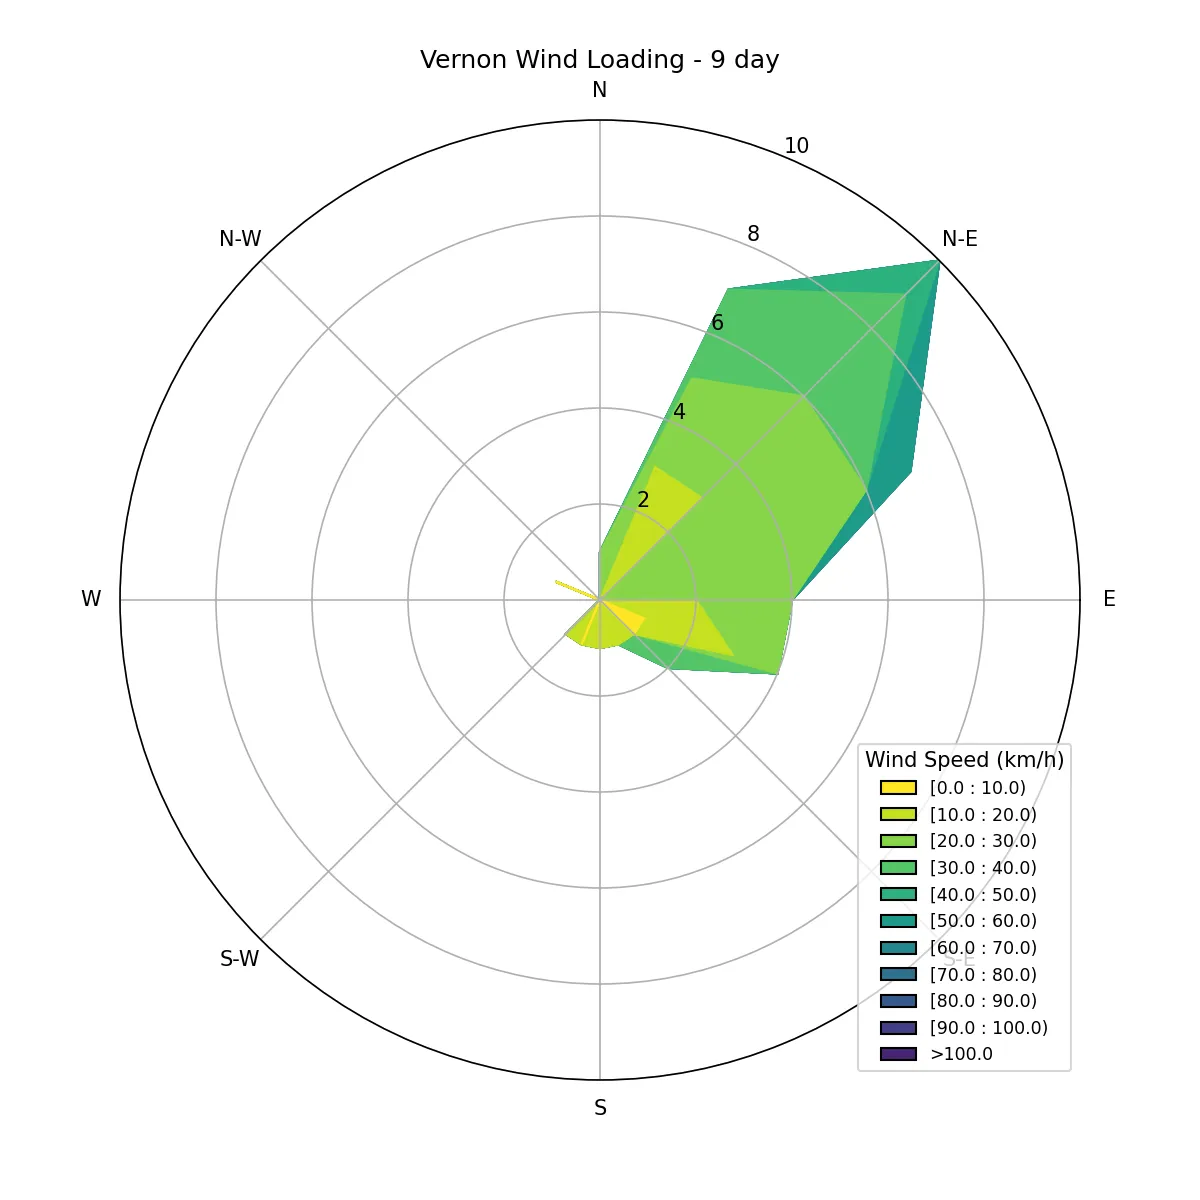 Vernon Wind Loading - 9 day
N
10
8
N-W
N-E
6
4
2
W
E
Wind Speed (km/h)
[0.0 : 10.0)
[10.0 : 20.0)
[20.0 : 30.0)
[30.0 : 40.0)
[40.0 : 50.0)
[50.0 : 60.0)
[60.0 : 70.0)
S-W
S-E
[70.0 : 80.0)
[80.0 : 90.0)
[90.0 : 100.0)
>100.0
S